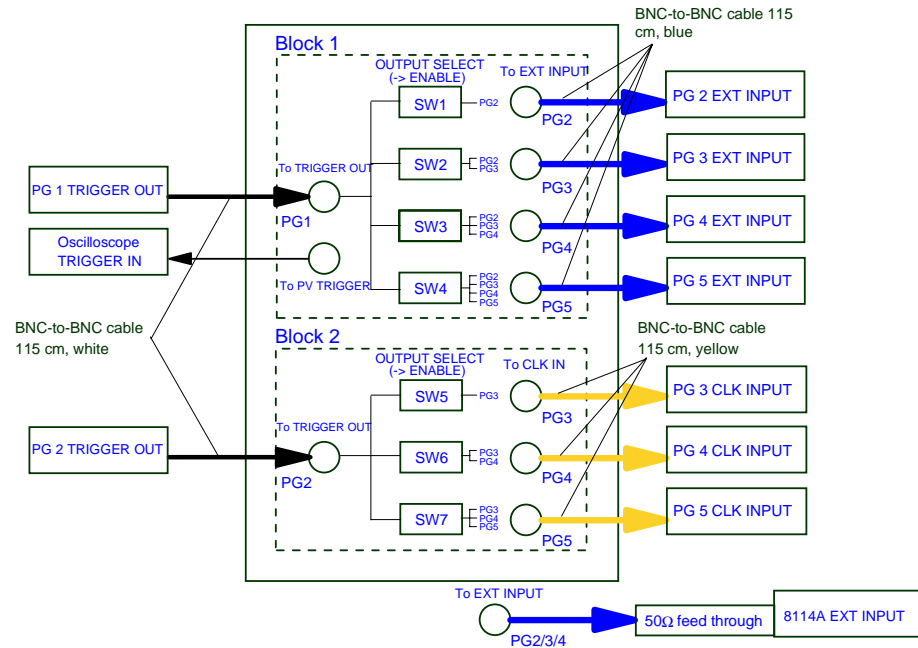 BNC-to-BNC cable 115
cm, blue
Block 1
OUTPUT SELECT
(-> ENABLE)
To EXT INPUT
SW1
PG2
PG2
PG 2 EXT INPUT
SW2
PG2
PG3
PG3
PG 3 EXT INPUT
To TRIGGER OUT
PG 1 TRIGGER OUT
PG1
SW3
PG2
PG3
PG4
PG4
PG 4 EXT INPUT
Oscilloscope
TRIGGER IN
To PV TRIGGER
SW4
PG2
PG3
PG4
PG5
PG5
PG 5 EXT INPUT
BNC-to-BNC cable
115 cm, white
Block 2
BNC-to-BNC cable
115 cm, yellow
OUTPUT SELECT
(-> ENABLE)
To CLK IN
SW5
PG3
PG3
PG 3 CLK INPUT
To TRIGGER OUT
PG 2 TRIGGER OUT
PG2
SW6
PG3
PG4
PG4
PG 4 CLK INPUT
SW7
PG3
PG4
PG5
PG5
PG 5 CLK INPUT
To EXT INPUT
PG2/3/4
50Ω feed through
8114A EXT INPUT